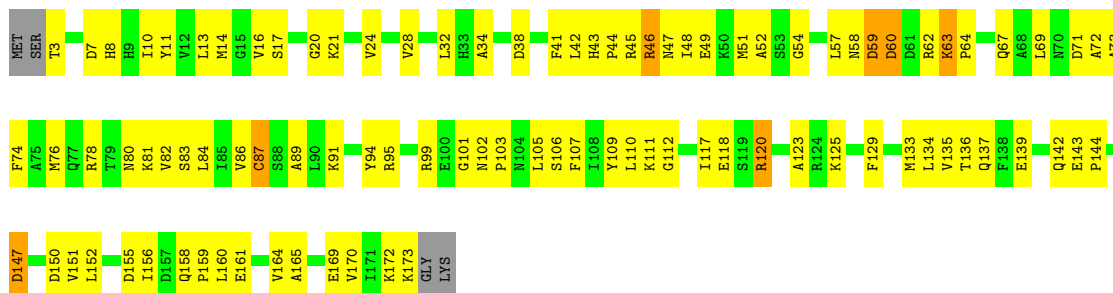 MET SER T3 D7 H8 H9 I10 Y11 V12 L13 M14 G15 V16 S17 G20 K21 V24 V28 L32 H33 A34 D38 F41 L42 H43 P44 R45 R46 N47 I48 E49 K50 M51 A52 S53 G54 L57 N58 D59 D60 D61 R62 K63 P64 Q67 A68 L69 N70 D71 A72
F74 A75 M76 Q77 R78 T79 N80 K81 V82 S83 L84 I85 V86 C87 S88 A89 L90 K91 Y94 R95 R99 E100 G101 N102 P103 N104 L105 S106 F107 I108 Y109 L110 K111 G112 I117 E118 S119 R120 A123 R124 K125 F129 M133 L134 V135 T136 Q137 F138 E139 Q142 E143 P144
D147 D150 V151 L152 D155 I156 D157 Q158 P159 L160 E161 V164 A165 E169 V170 I171 K172 K173 GLY LYS